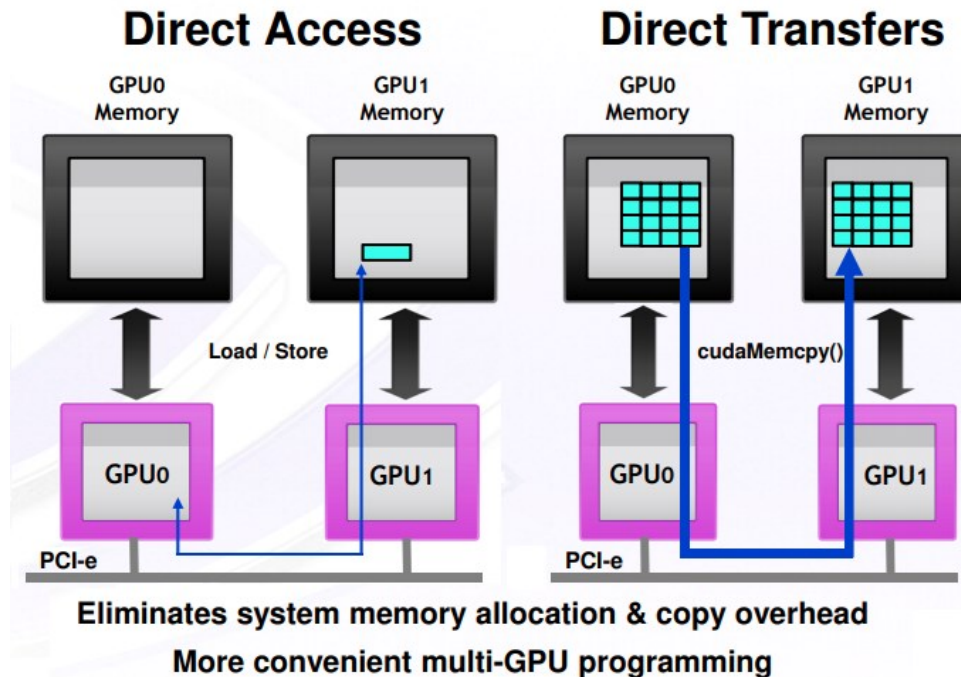 Direct Access
GPU0
Memory
GPU1
Memory
Load / Store
GPU0
GPU1
PCI-e
Direct Transfers
GPU0
Memory
GPU1
Memory
cudaMemcpy()
GPU0
GPU1
PCI-e
Eliminates system memory allocation & copy overhead
More convenient multi-GPU programming